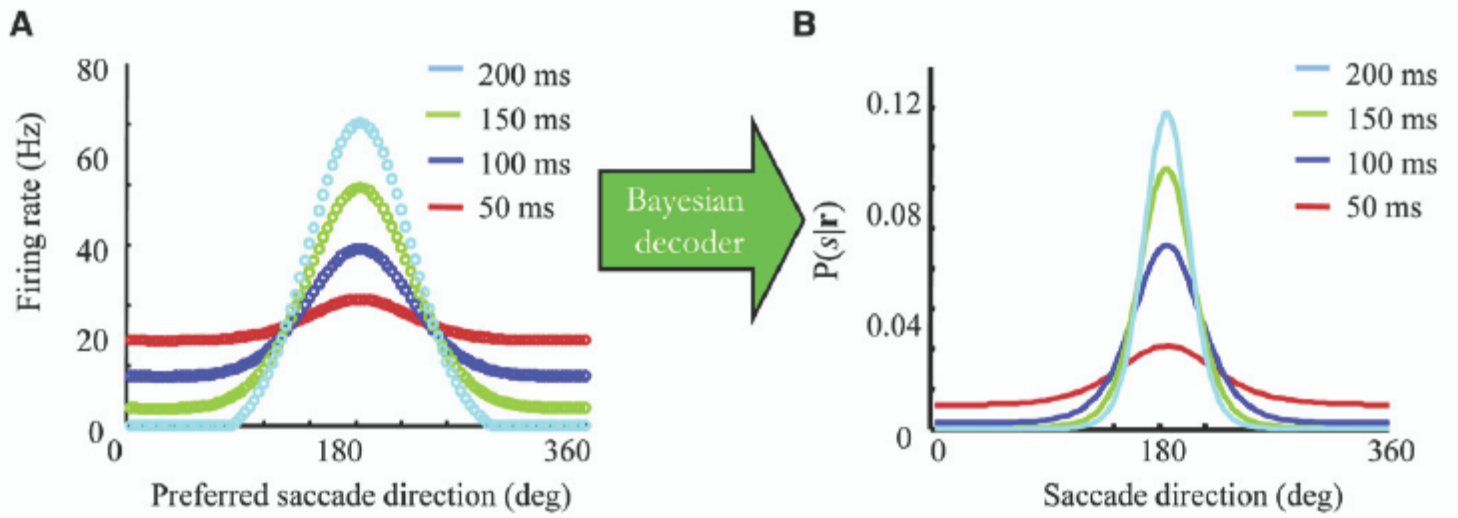 A
80
60
40
20
0
0
180
360
Firing rate (Hz)
Preferred saccade direction (deg)
200 ms
150 ms
100 ms
50 ms
Bayesian
decoder
B
0.12
0.08
0.04
0
0
180
360
P(s|r)
Saccade direction (deg)
200 ms
150 ms
100 ms
50 ms